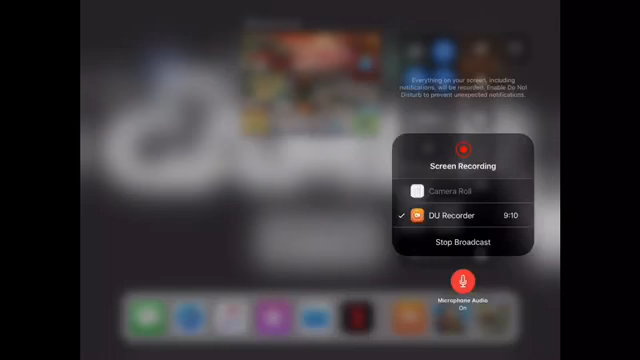 Everything on your screen, including
notifications, will be recorded. Enable Do Not
Disturb to prevent unexpected notifications.
Screen Recording
Camera Roll
DU Recorder 9:10
Stop Broadcast
Microphone Audio
On